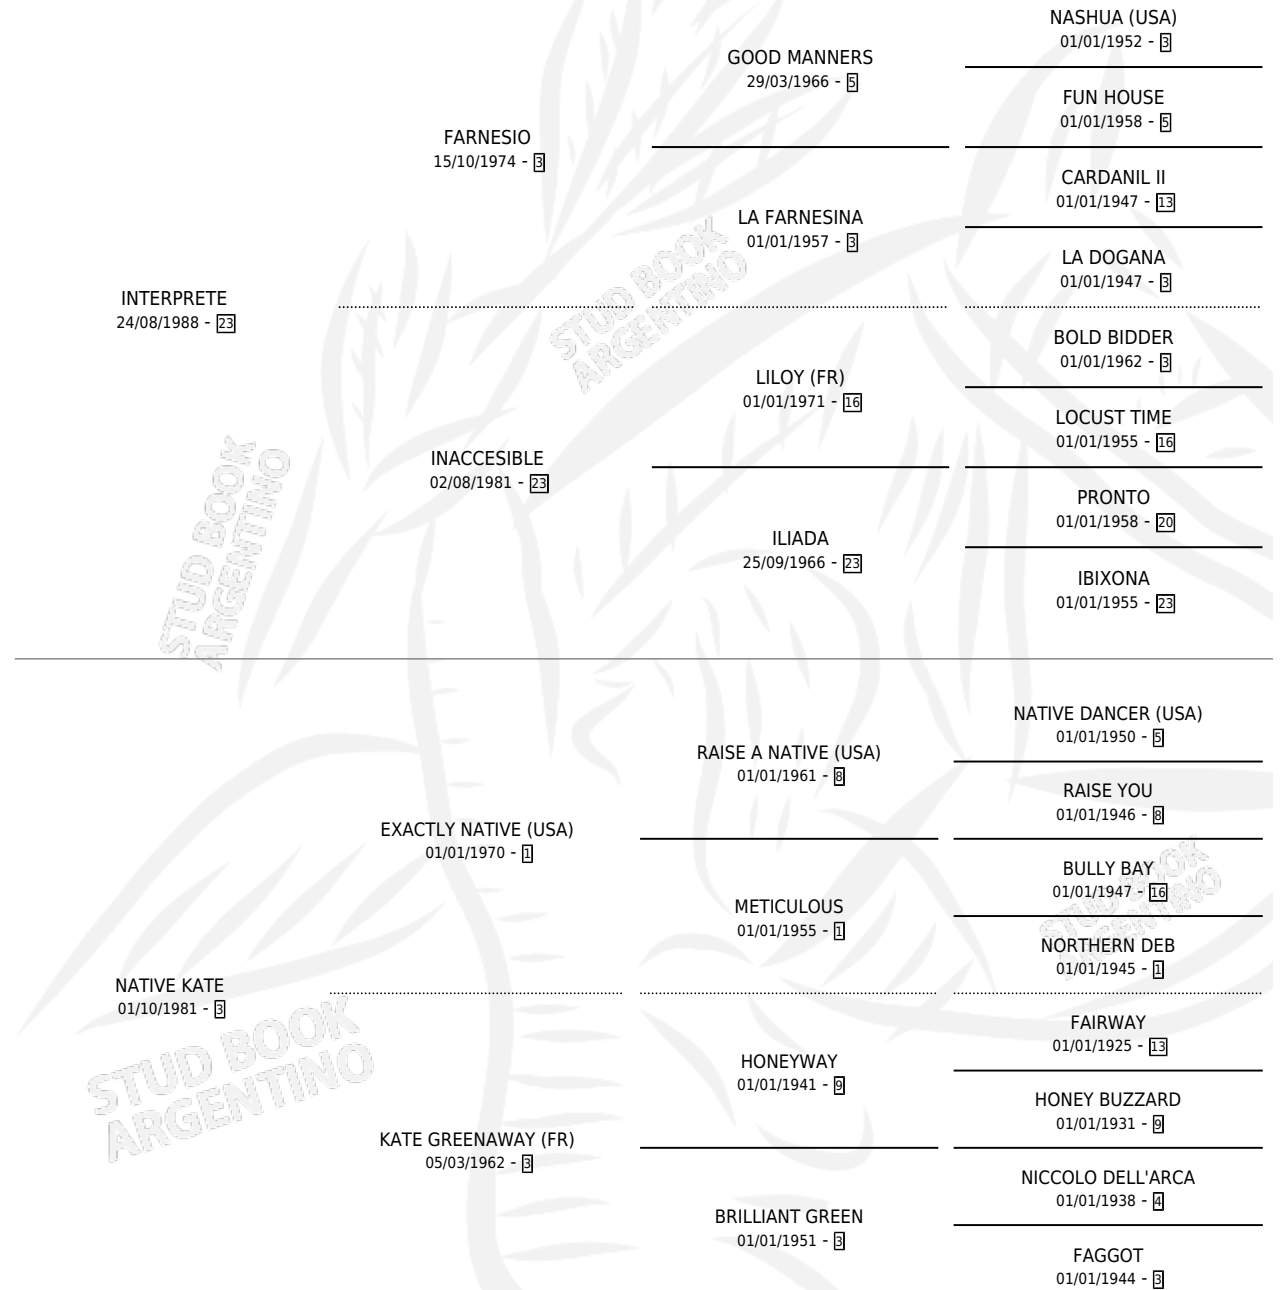 NASHUA (USA)
01/01/1952 - 3
GOOD MANNERS
29/03/1966 - 5
FUN HOUSE
01/01/1958 - 5
FARNESIO
15/10/1974 - 3
CARDANIL II
01/01/1947 - 13
LA FARNESINA
01/01/1957 - 3
LA DOGANA
01/01/1947 - 3
INTERPRETE
24/08/1988 - 23
BOLD BIDDER
01/01/1962 - 3
LILOY (FR)
01/01/1971 - 16
LOCUST TIME
01/01/1955 - 16
INACCESIBLE
02/08/1981 - 23
PRONTO
01/01/1958 - 20
ILIADA
25/09/1966 - 23
IBIXONA
01/01/1955 - 23
NATIVE DANCER (USA)
01/01/1950 - 5
RAISE A NATIVE (USA)
01/01/1961 - 8
RAISE YOU
01/01/1946 - 8
EXACTLY NATIVE (USA)
01/01/1970 - 1
BULLY BAY
01/01/1947 - 16
METICULOUS
01/01/1955 - 1
NORTHERN DEB
01/01/1945 - 1
NATIVE KATE
01/10/1981 - 3
FAIRWAY
01/01/1925 - 13
HONEYWAY
01/01/1941 - 9
HONEY BUZZARD
01/01/1931 - 9
KATE GREENAWAY (FR)
05/03/1962 - 3
NICCOLO DELL'ARCA
01/01/1938 - 4
BRILLIANT GREEN
01/01/1951 - 3
FAGGOT
01/01/1944 - 3
STUD BOOK
ARGENTINO
STUD BOOK
ARGENTINO
STUD BOOK
ARGENTINO
STUD BOOK
ARGENTINO